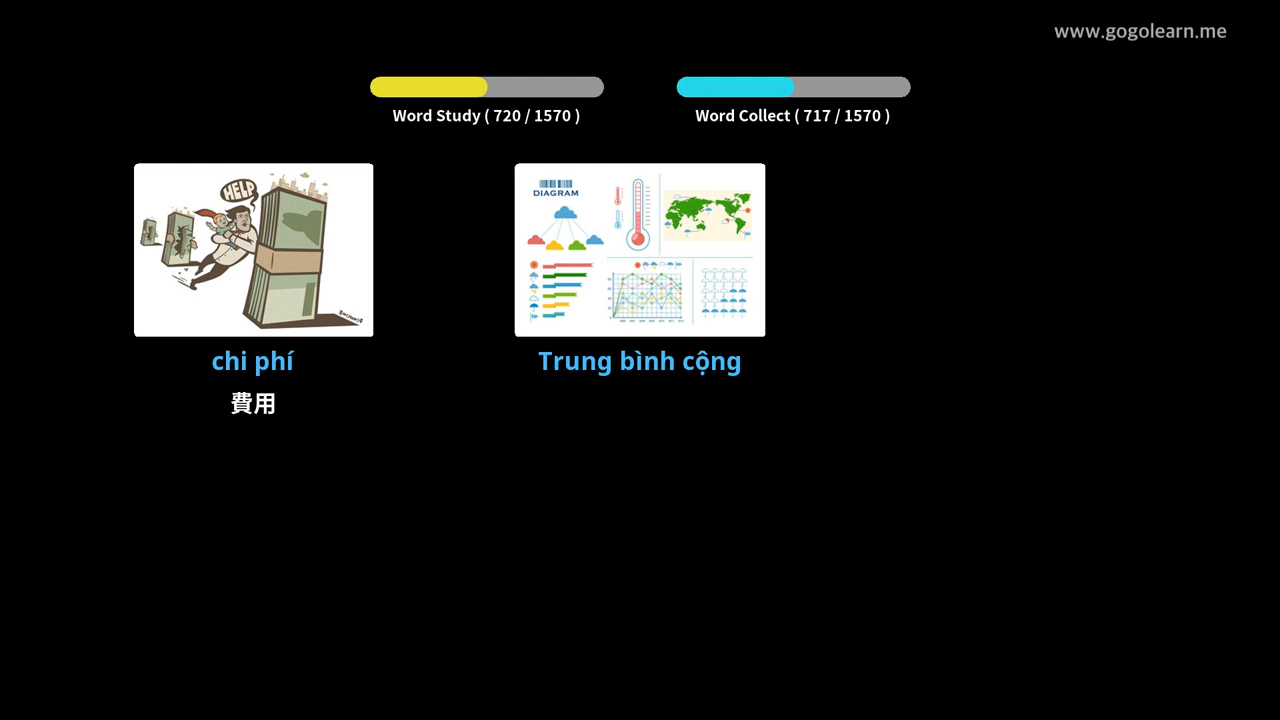 www.gogolearn.me
Word Study ( 720 / 1570 )
Word Collect ( 717 / 1570 )
HELP
DIAGRAM
chi phí
Trung bình cộng
費用